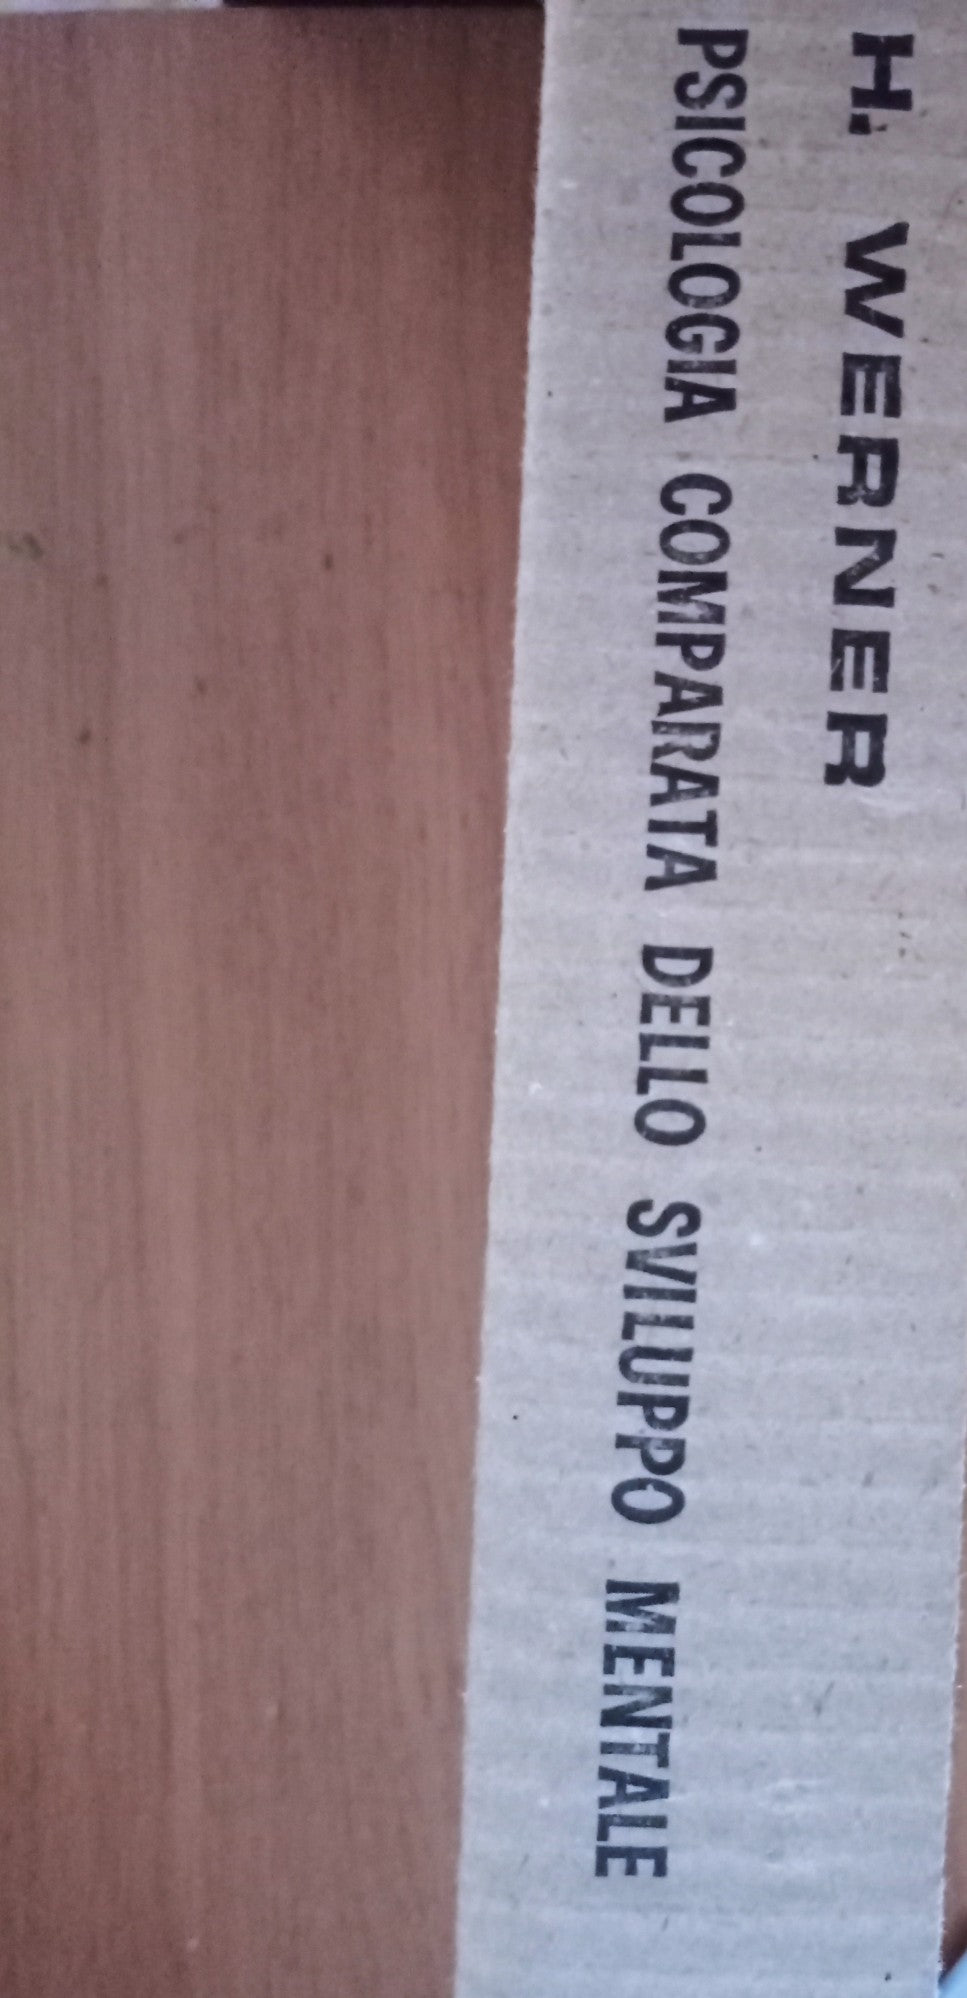 H. WERNER
PSICOLOGIA COMPARATA DELLO SVILUPPO MENTALE